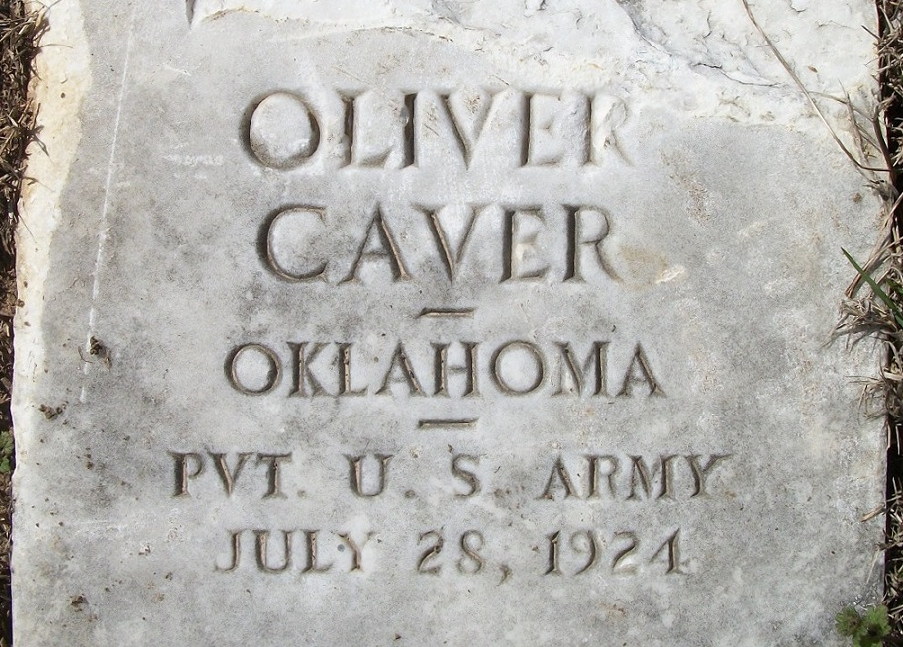 OLIVER
CAVER
OKLAHOMA
PVT. U. S. ARMY
JULY 28, 1924